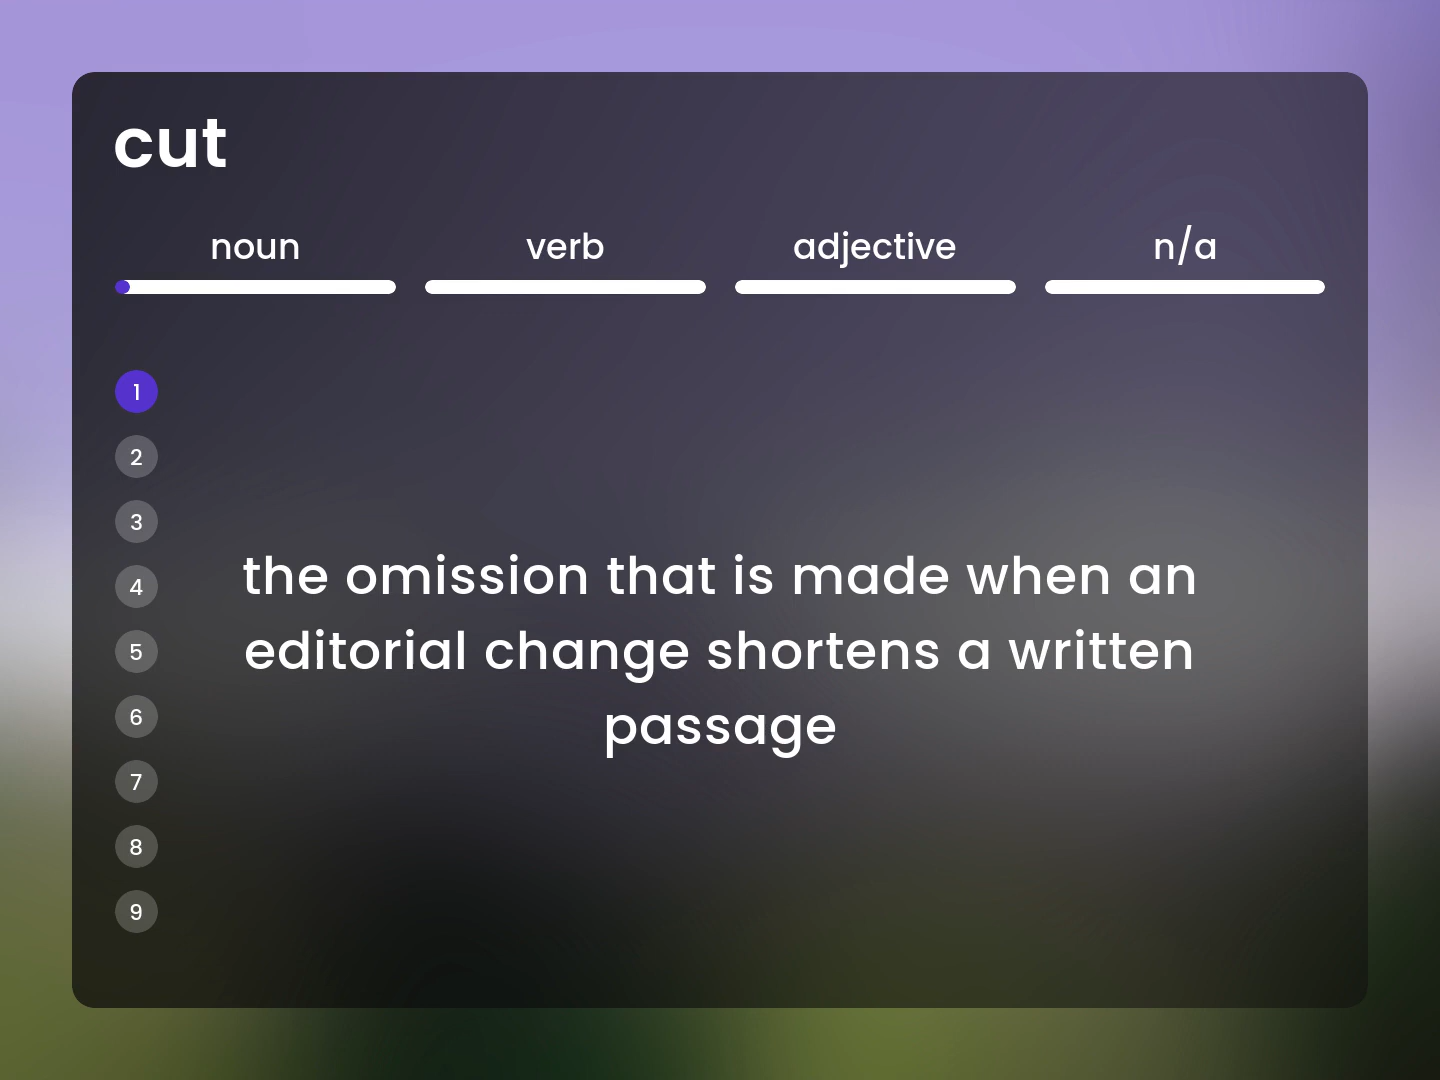 cut
noun verb adjective n/a
1
2
3
4
5
6
7
8
9
the omission that is made when an
editorial change shortens a written
passage